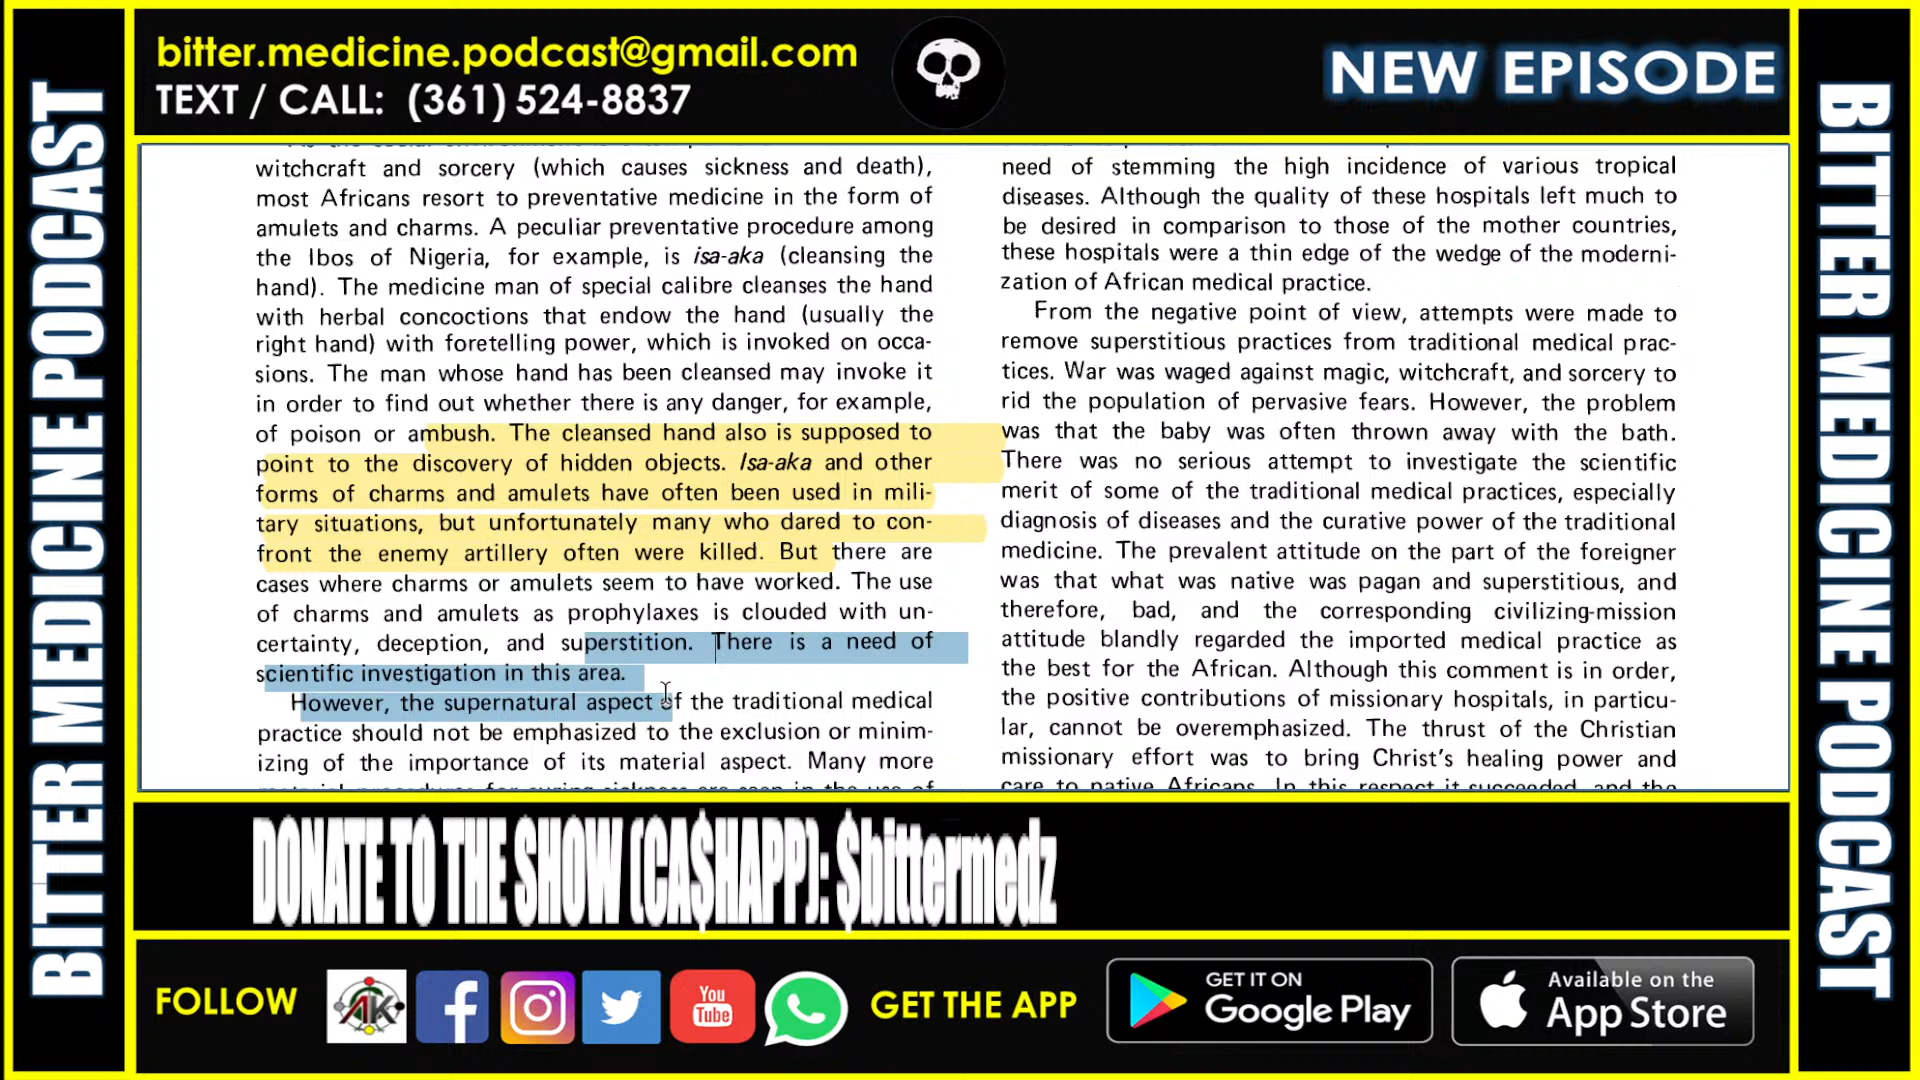 bitter.medicine.podcast@gmail.com
TEXT / CALL: (361) 524-8837
NEW EPISODE
BITTER MEDICINE PODCAST
witchcraft and sorcery (which causes sickness and death),
most Africans resort to preventative medicine in the form of
amulets and charms. A peculiar preventative procedure among
the Ibos of Nigeria, for example, is isa-aka (cleansing the
hand). The medicine man of special calibre cleanses the hand
with herbal concoctions that endow the hand (usually the
right hand) with foretelling power, which is invoked on occa-
sions. The man whose hand has been cleansed may invoke it
in order to find out whether there is any danger, for example,
of poison or ambush. The cleansed hand also is supposed to
point to the discovery of hidden objects. Isa-aka and other
forms of charms and amulets have often been used in mili-
tary situations, but unfortunately many who dared to con-
front the enemy artillery often were killed. But there are
cases where charms or amulets seem to have worked. The use
of charms and amulets as prophylaxes is clouded with un-
certainty, deception, and superstition. There is a need of
scientific investigation in this area.
However, the supernatural aspect of the traditional medical
practice should not be emphasized to the exclusion or minim-
izing of the importance of its material aspect. Many more
need of stemming the high incidence of various tropical
diseases. Although the quality of these hospitals left much to
be desired in comparison to those of the mother countries,
these hospitals were a thin edge of the wedge of the moderni-
zation of African medical practice.
From the negative point of view, attempts were made to
remove superstitious practices from traditional medical prac-
tices. War was waged against magic, witchcraft, and sorcery to
rid the population of pervasive fears. However, the problem
was that the baby was often thrown away with the bath.
There was no serious attempt to investigate the scientific
merit of some of the traditional medical practices, especially
diagnosis of diseases and the curative power of the traditional
medicine. The prevalent attitude on the part of the foreigner
was that what was native was pagan and superstitious, and
therefore, bad, and the corresponding civilizing-mission
attitude blandly regarded the imported medical practice as
the best for the African. Although this comment is in order,
the positive contributions of missionary hospitals, in particu-
lar, cannot be overemphasized. The thrust of the Christian
missionary effort was to bring Christ's healing power and
care to native Africans. In this respect it succeeded, and the
BITTER MEDICINE PODCAST
DONATE TO THE SHOW (CA$HAPP): $bittermedz
FOLLOW
AK
You
Tube
GET THE APP
GET IT ON
Google Play
Available on the
App Store